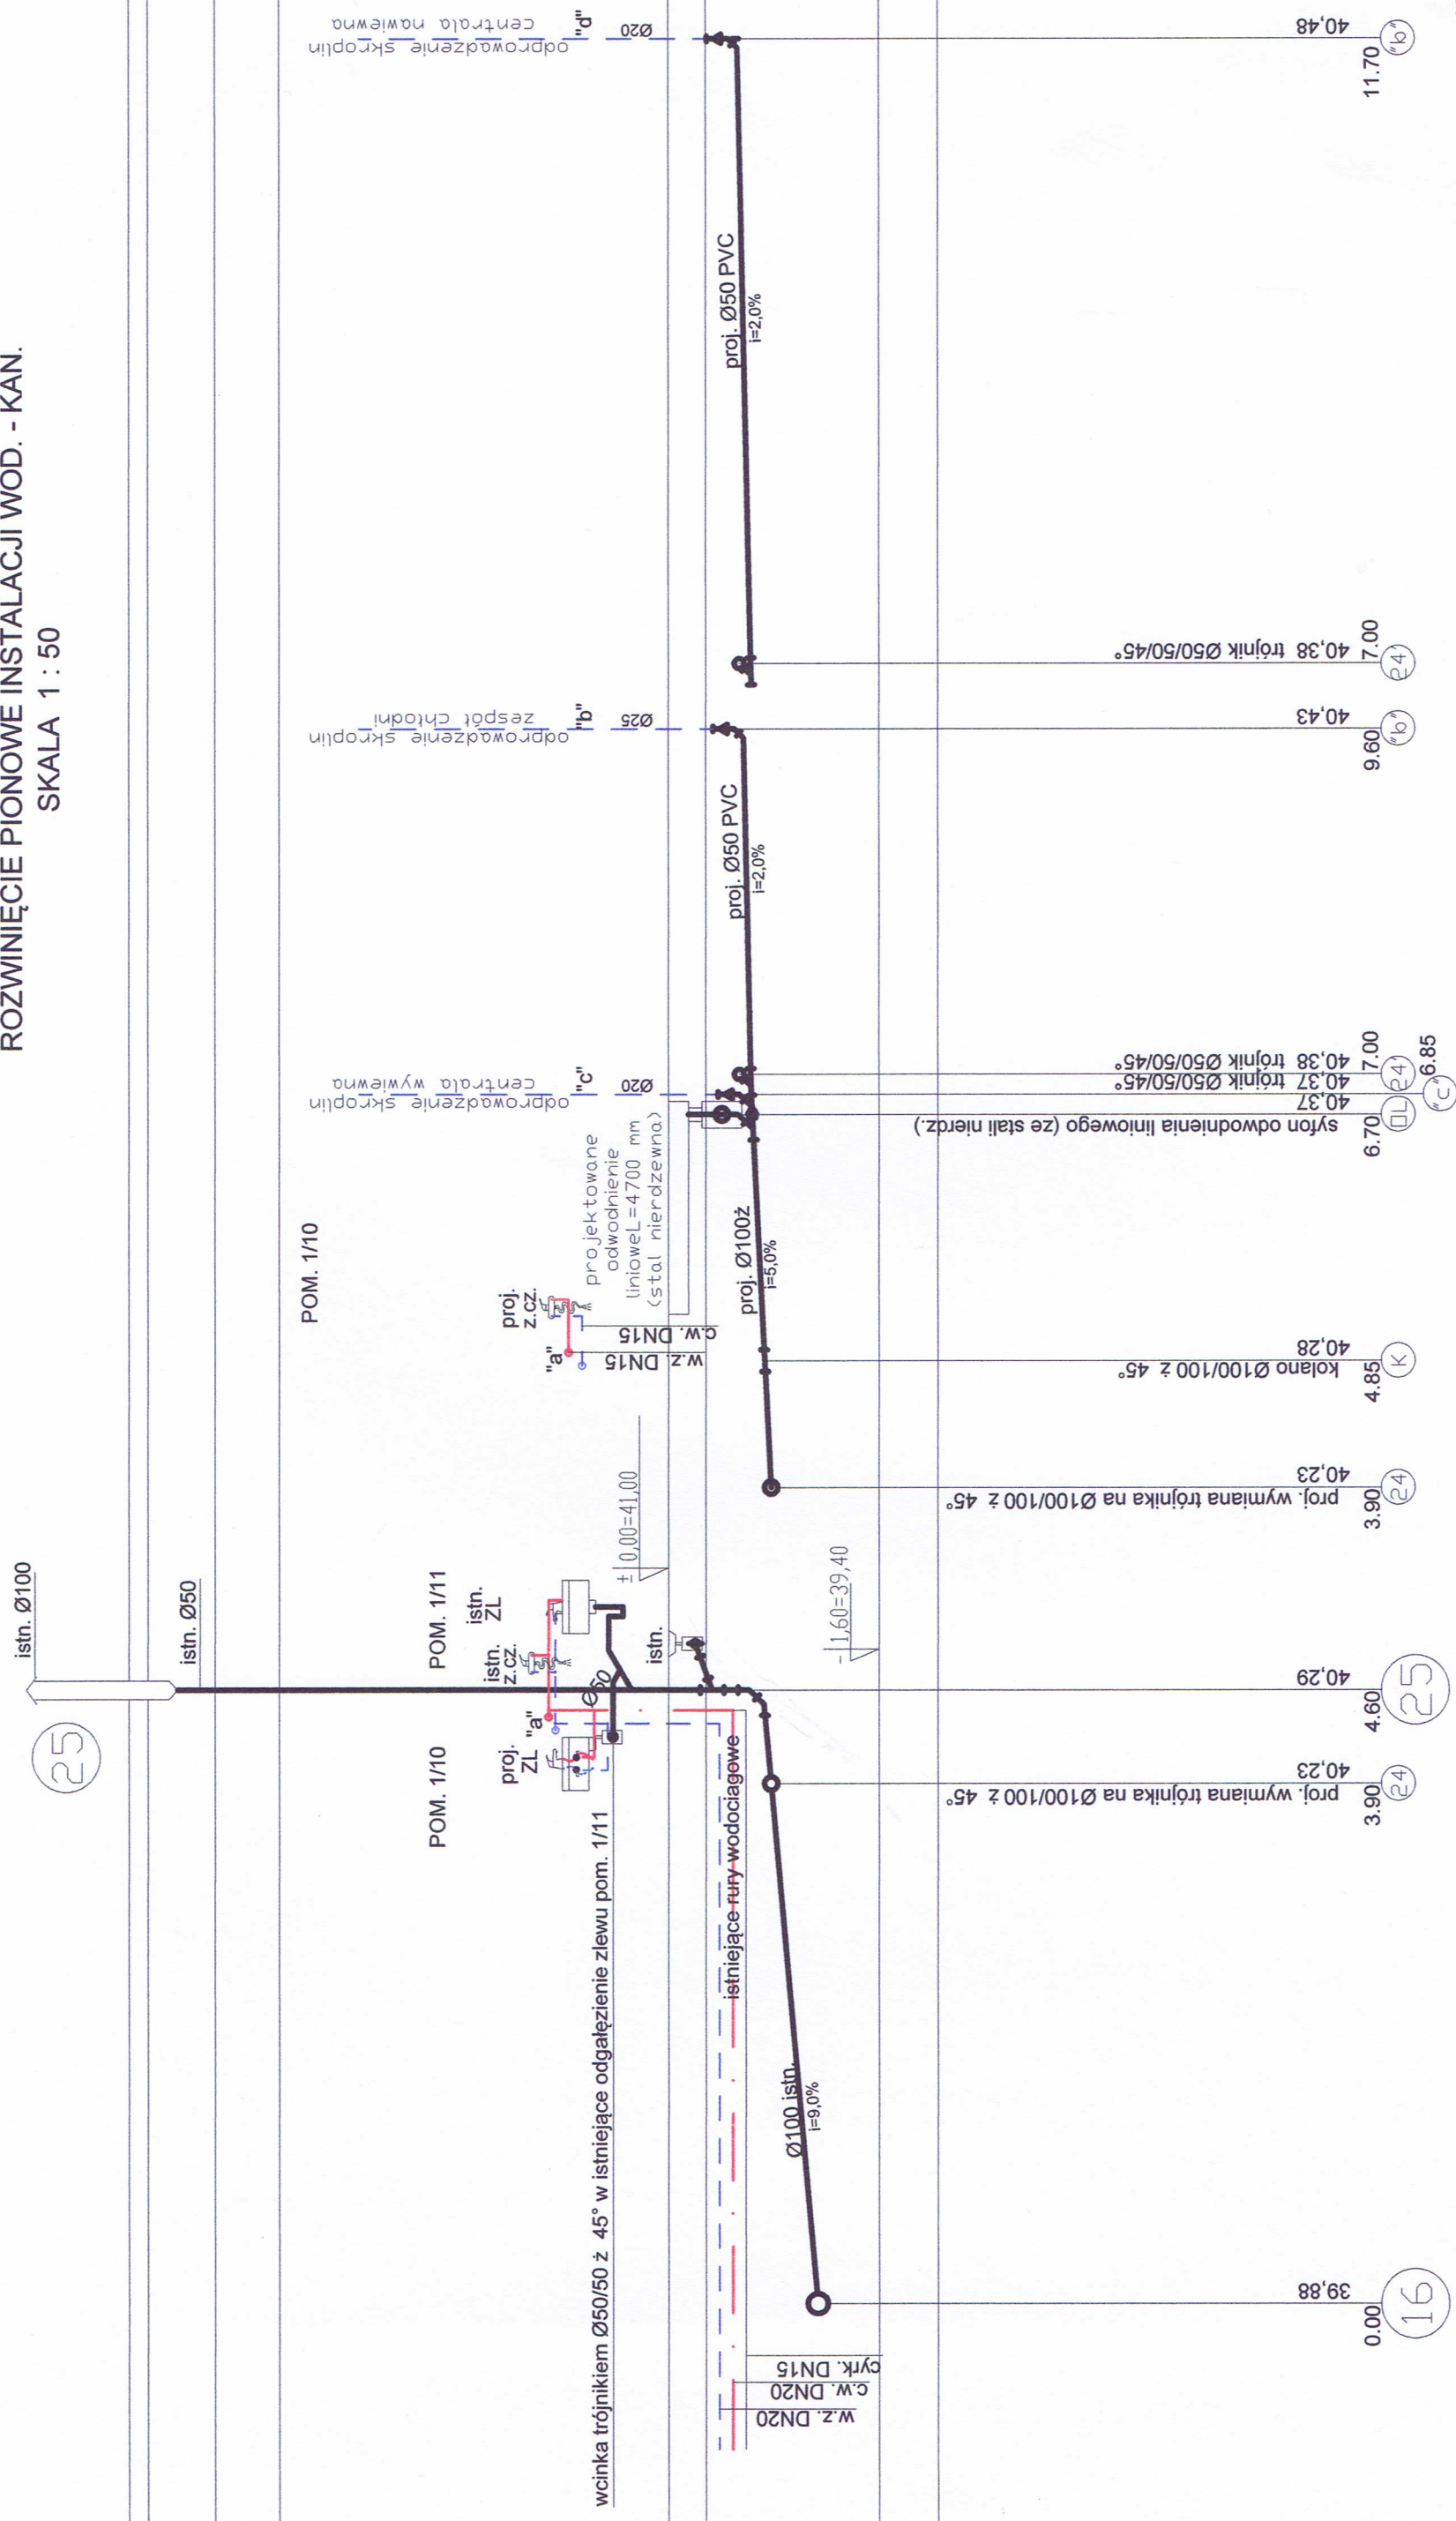 ROZWINIĘCIE PIONOWE INSTALACJI WOD. - KAN.
SKALA 1 : 50
25
istn. Ø100
istn. Ø50
POM. 1/10
POM. 1/11
POM. 1/10
proj.
ZL
"a"
istn.
z.cz.
istn.
ZL
Ø50
istn.
± 0,00=41,00
-1,60=39,40
wcinka trójnikiem Ø50/50 ż 45° w istniejące odgałęzienie zlewu pom. 1/11
istniejące rury wodociągowe
Ø100 istn.
i=9,0%
w.z. DN20
c.w. DN20
cyrk. DN15
"a"
proj.
z.cz.
w.z. DN15
c.w. DN15
projektowane
odwodnienie
linioweL=4700 mm
(stal nierdzewna)
proj. Ø100ż
i=5,0%
odprowadzenie skroplin
centrala wywiewna
"c"
Ø20
proj. Ø50 PVC
i=2,0%
odprowadzenie skroplin
zespół chłodni
"b"
Ø25
proj. Ø50 PVC
i=2,0%
odprowadzenie skroplin
centrala nawiewna
"d"
Ø20
39,88
0.00
16
40,23
proj. wymiana trójnika na Ø100/100 ż 45°
3.90
24
40,29
4.60
25
40,23
proj. wymiana trójnika na Ø100/100 ż 45°
3.90
24
40,28
kolano Ø100/100 ż 45°
4.85
K
40,37
syfon odwodnienia liniowego (ze stali nierdz.)
6.70
OL
40,37 trójnik Ø50/50/45°
6.85
"c"
40,38 trójnik Ø50/50/45°
7.00
24'
40,43
9.60
"b"
40,38 trójnik Ø50/50/45°
7.00
24'
40,48
11.70
"b"